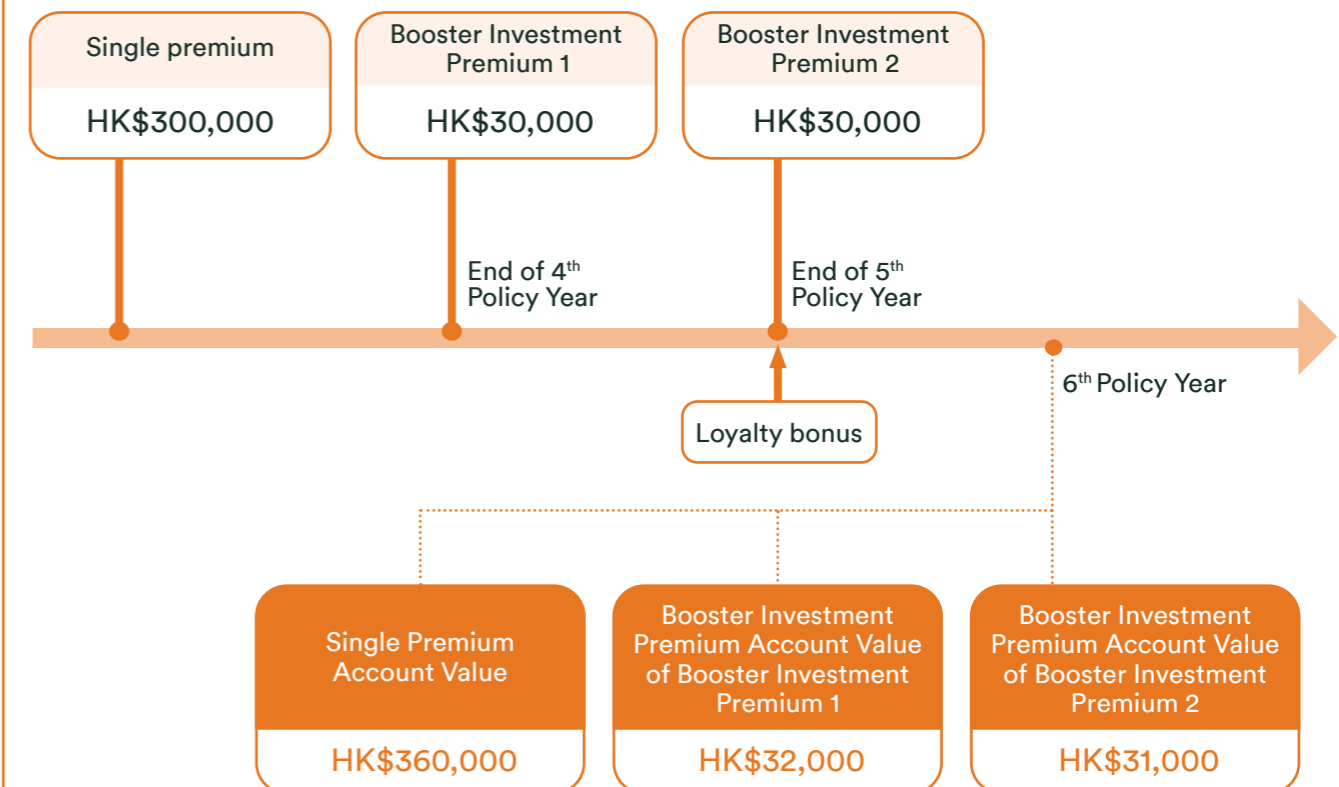 Single premium
HK$300,000
Booster Investment
Premium 1
HK$30,000
Booster Investment
Premium 2
HK$30,000
End of 4th
Policy Year
End of 5th
Policy Year
6th Policy Year
Loyalty bonus
Single Premium
Account Value
HK$360,000
Booster Investment
Premium Account Value
of Booster Investment
Premium 1
HK$32,000
Booster Investment
Premium Account Value
of Booster Investment
Premium 2
HK$31,000